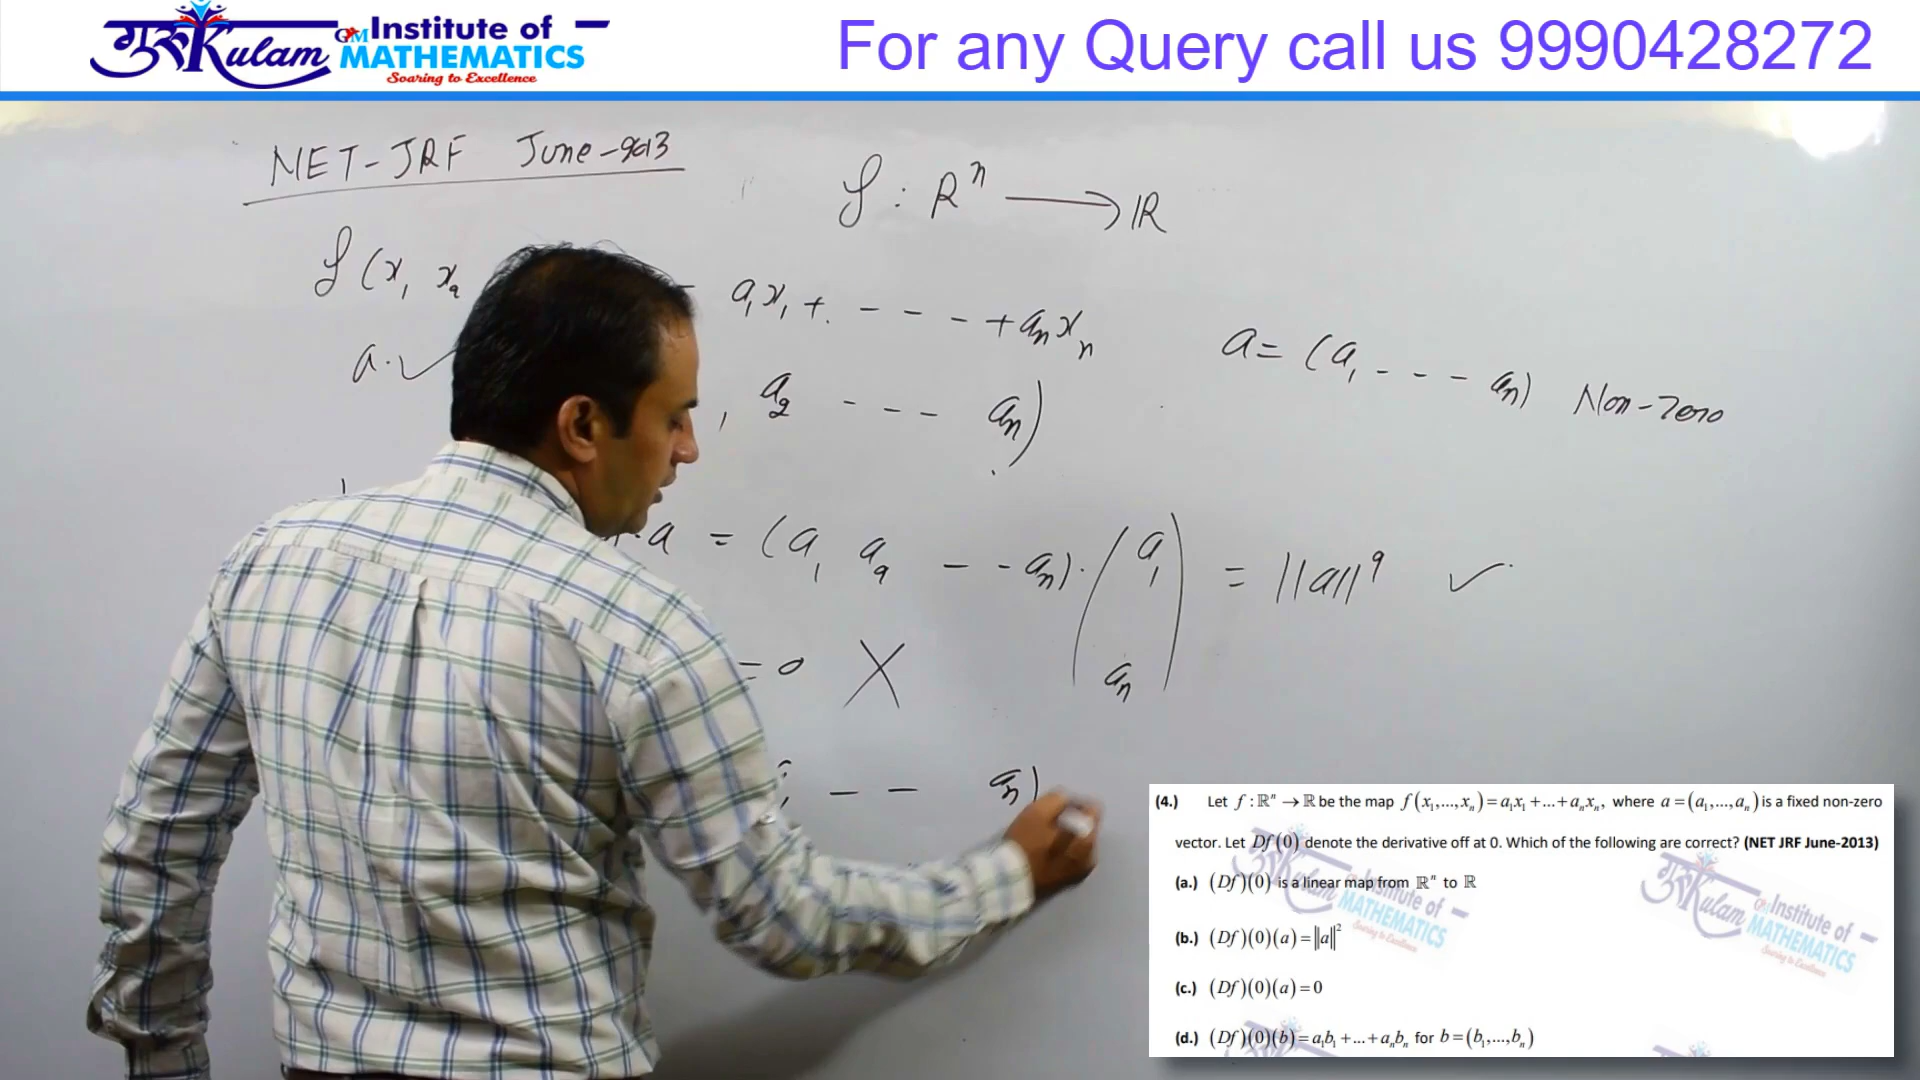 गुरुKulam GM Institute of
MATHEMATICS
Soaring to Excellence
For any Query call us 9990428272
NET-JRF June-2013
f : R^n ⟶ IR
f(x₁ x₂ = a₁x₁ + - - - - + aₙxₙ
a = (a₁ - - - aₙ) Non-zero
a. ✓
, a₂ - - - aₙ)
.a = (a₁ a₂ - - aₙ) · (a₁ aₙ) = ||a||² ✓
= 0 X
- - aₙ)
(4.) Let f : ℝⁿ → ℝ be the map f(x₁,...,xₙ) = a₁x₁ + ... + aₙxₙ, where a = (a₁,...,aₙ) is a fixed non-zero
vector. Let Df(0) denote the derivative off at 0. Which of the following are correct? (NET JRF June-2013)
(a.) (Df)(0) is a linear map from ℝⁿ to ℝ
(b.) (Df)(0)(a) = ||a||²
(c.) (Df)(0)(a) = 0
(d.) (Df)(0)(b) = a₁b₁ + ... + aₙbₙ for b = (b₁,...,bₙ)